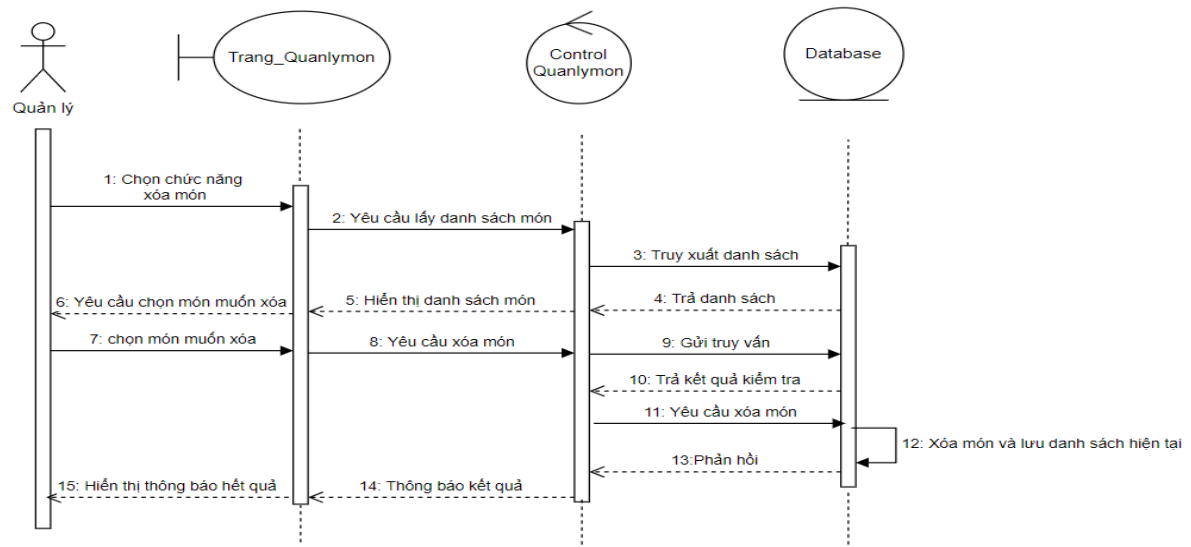 Quản lý
Trang_Quanlymon
Control
Quanlymon
Database
1: Chọn chức năng
xóa món
2: Yêu cầu lấy danh sách món
3: Truy xuất danh sách
4: Trả danh sách
5: Hiển thị danh sách món
6: Yêu cầu chọn món muốn xóa
7: chọn món muốn xóa
8: Yêu cầu xóa món
9: Gửi truy vấn
10: Trả kết quả kiểm tra
11: Yêu cầu xóa món
12: Xóa món và lưu danh sách hiện tại
13:Phản hồi
14: Thông báo kết quả
15: Hiển thị thông báo hết quả